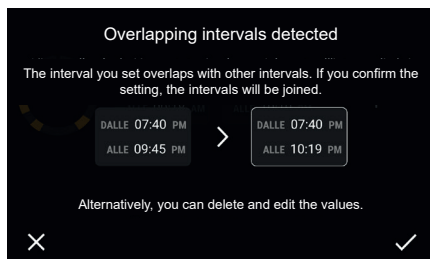 Overlapping intervals detected
The interval you set overlaps with other intervals. If you confirm the
setting, the intervals will be joined.
DALLE 07:40 PM
ALLE 09:45 PM
DALLE 07:40 PM
ALLE 10:19 PM
Alternatively, you can delete and edit the values.